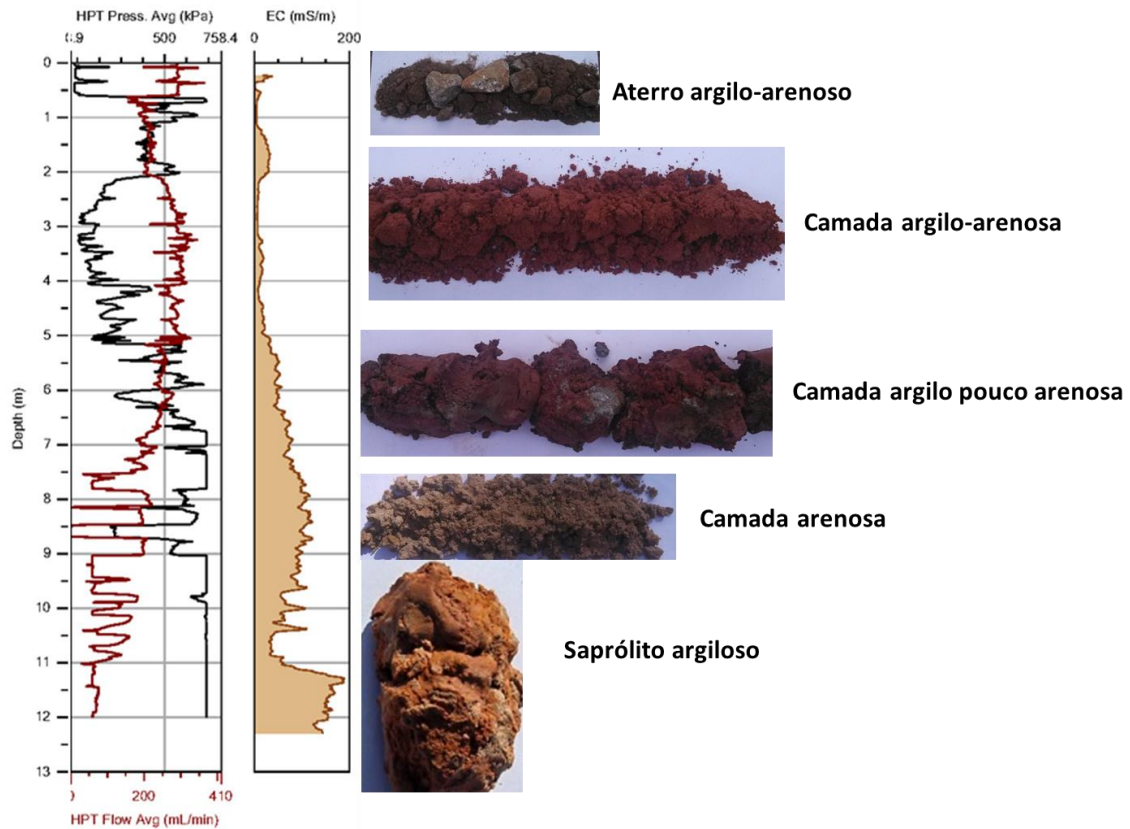 HPT Press. Avg (kPa)
EC (mS/m)
500
758.4
0
200
0
1
2
3
4
5
6
7
8
9
10
11
12
13
Depth (m)
200
410
HPT Flow Avg (mL/min)
Aterro argilo-arenoso
Camada argilo-arenosa
Camada argilo pouco arenosa
Camada arenosa
Saprólito argiloso